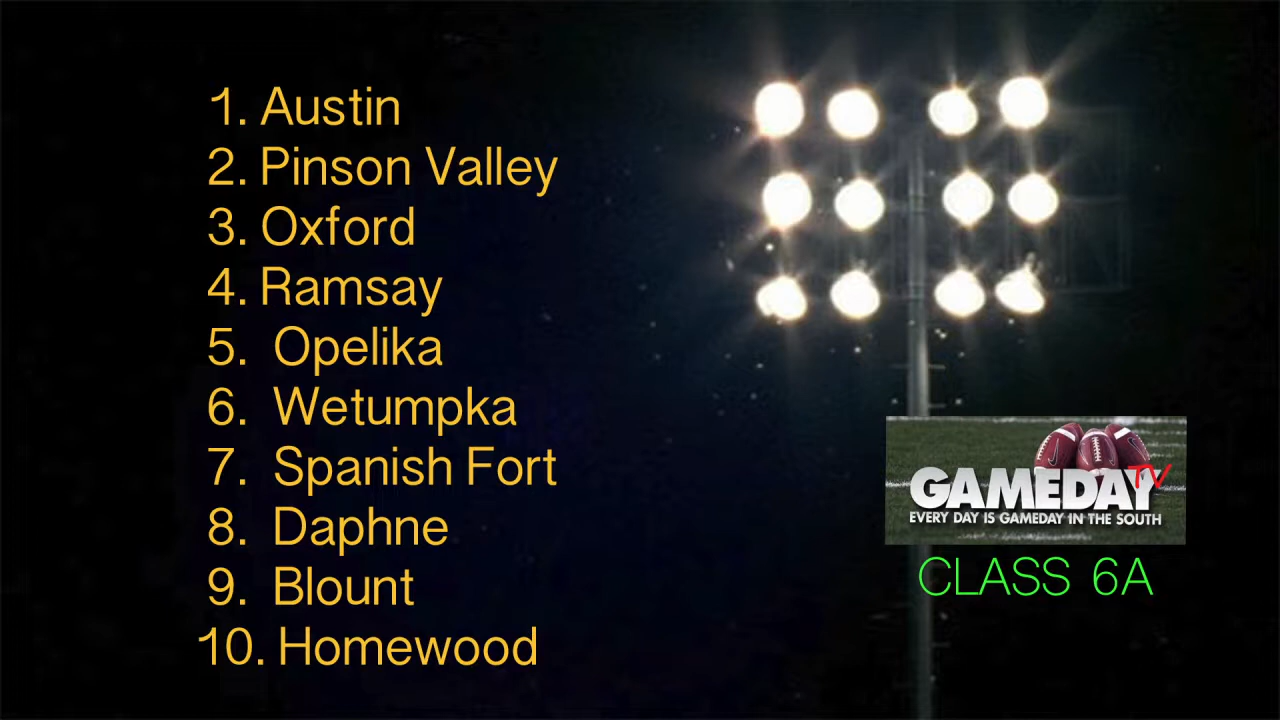 1. Austin
2. Pinson Valley
3. Oxford
4. Ramsay
5. Opelika
6. Wetumpka
7. Spanish Fort
8. Daphne
9. Blount
10. Homewood
GAMEDAY TV
EVERY DAY IS GAMEDAY IN THE SOUTH
CLASS 6A